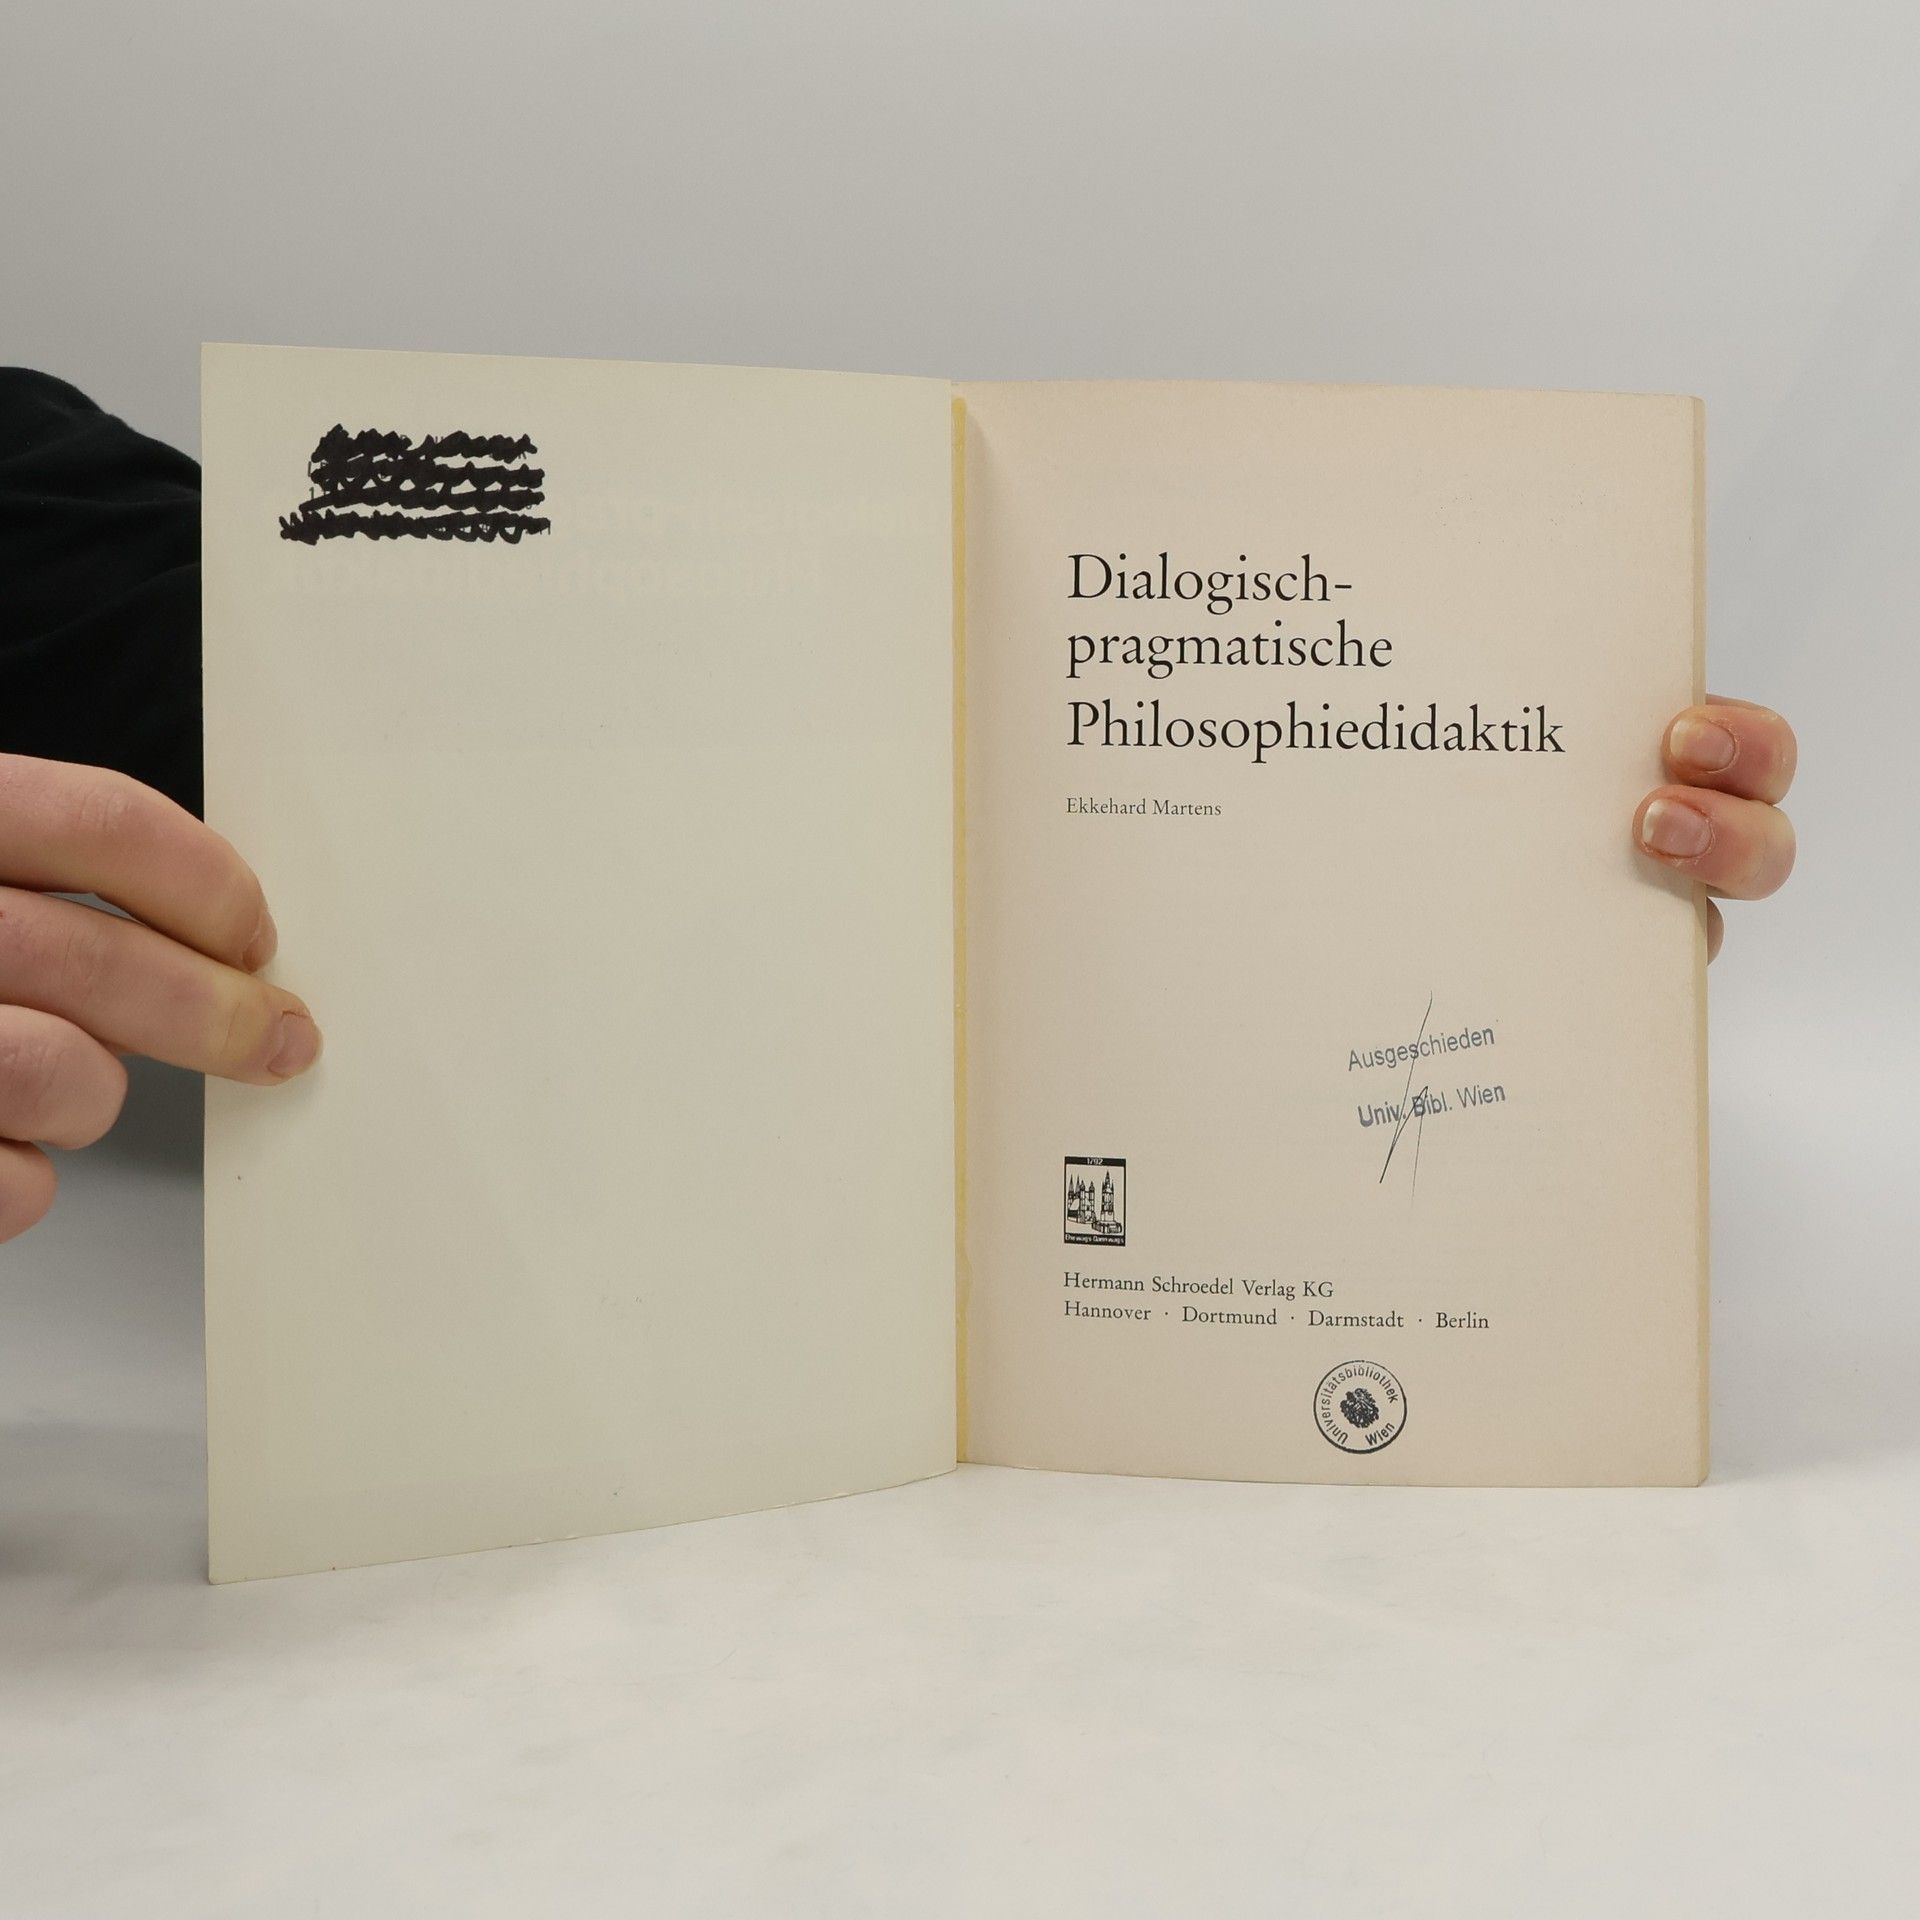 Dialogisch-
pragmatische
Philosophiedidaktik
Ekkehard Martens
Ausgeschieden
Univ. Bibl. Wien
1792
Hermann Schroedel Verlag KG
Hannover · Dortmund · Darmstadt · Berlin
Universitätsbibliothek
Wien